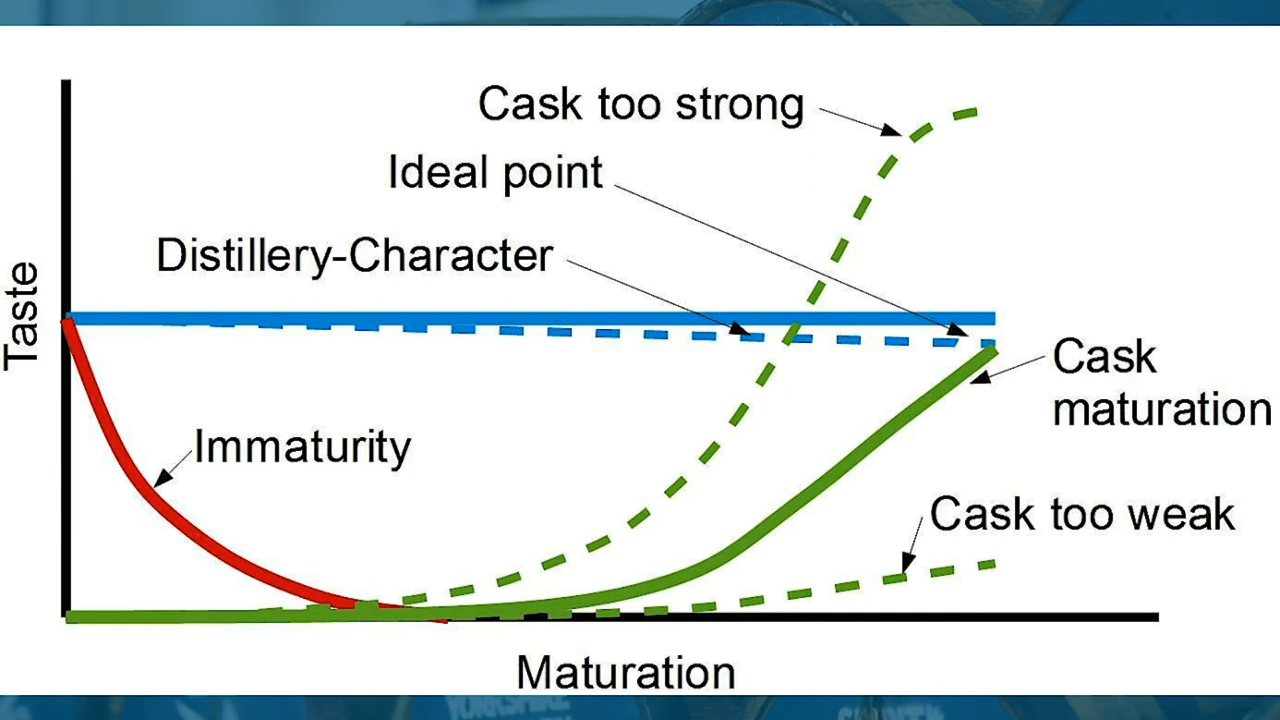 Cask too strong
Ideal point
Distillery-Character
Taste
Cask
maturation
Immaturity
Cask too weak
Maturation